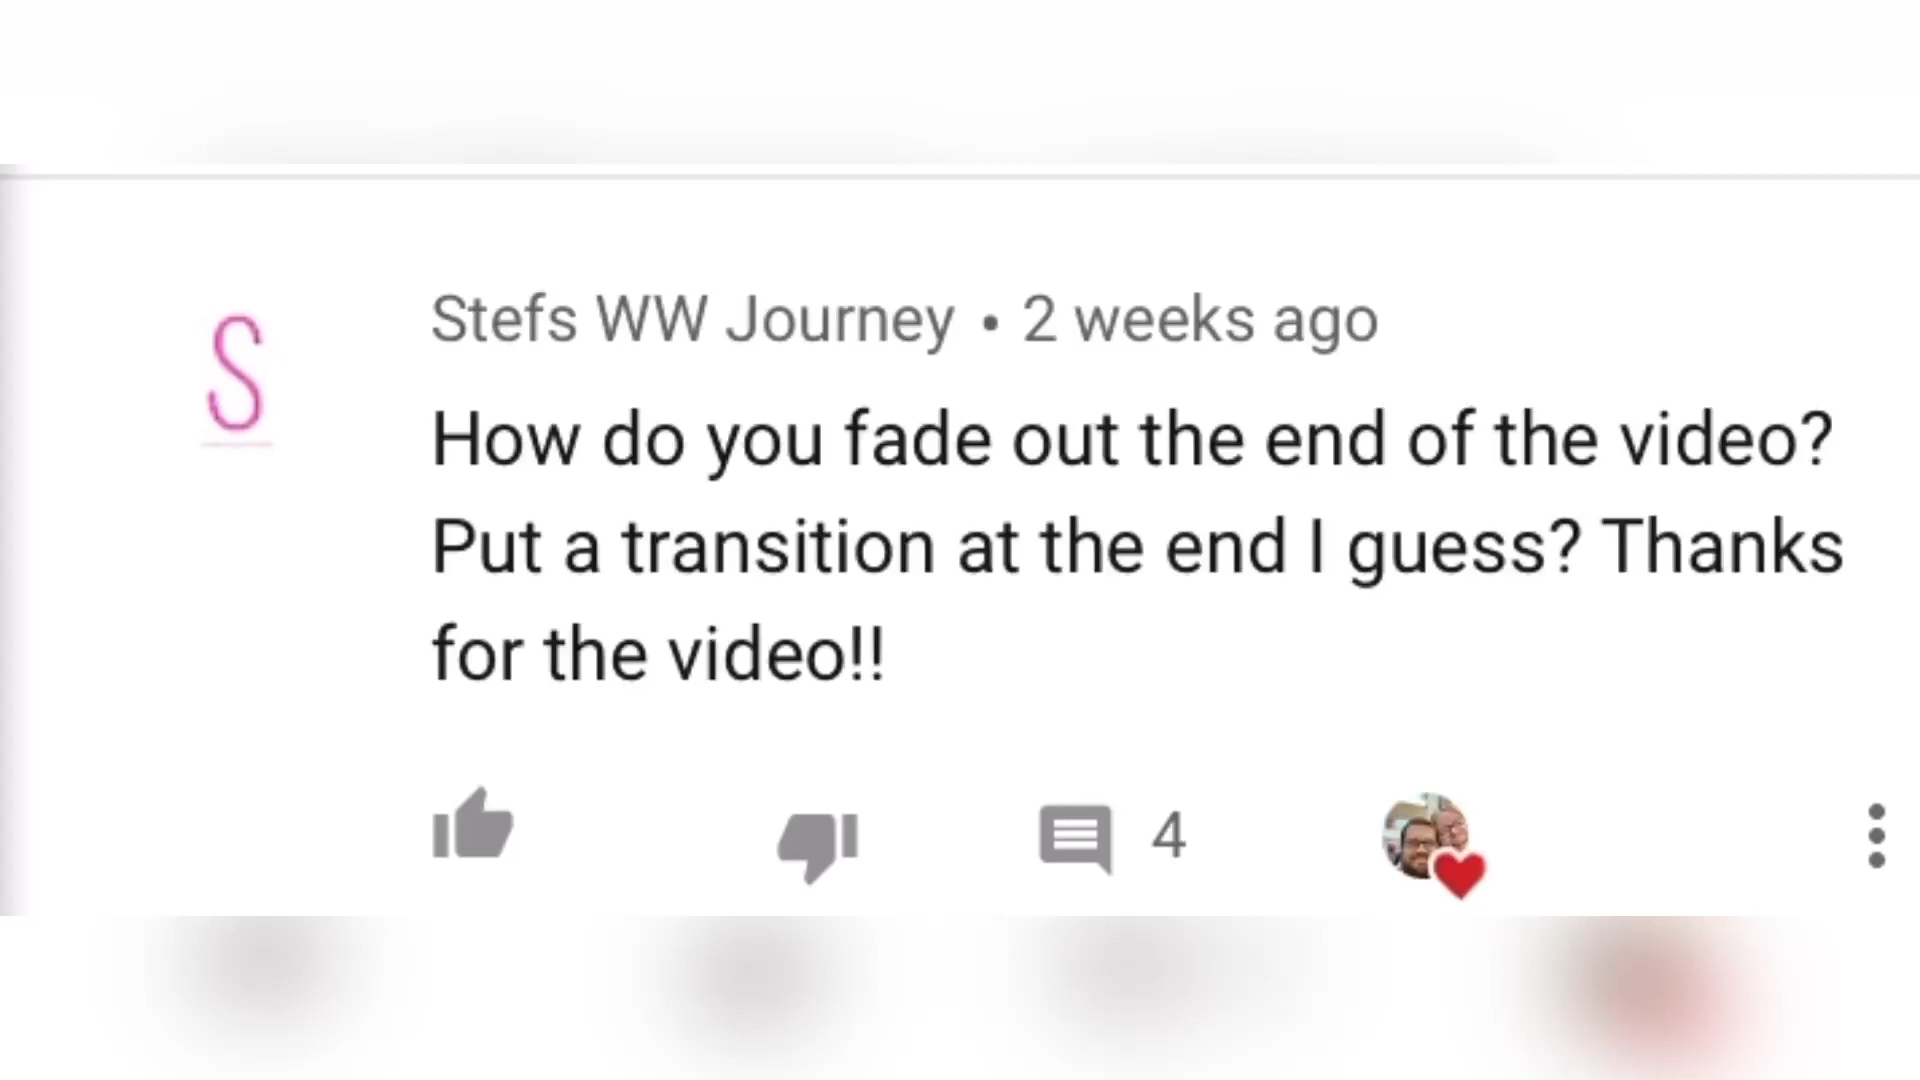 S
Stefs WW Journey • 2 weeks ago
How do you fade out the end of the video?
Put a transition at the end I guess? Thanks
for the video!!
4